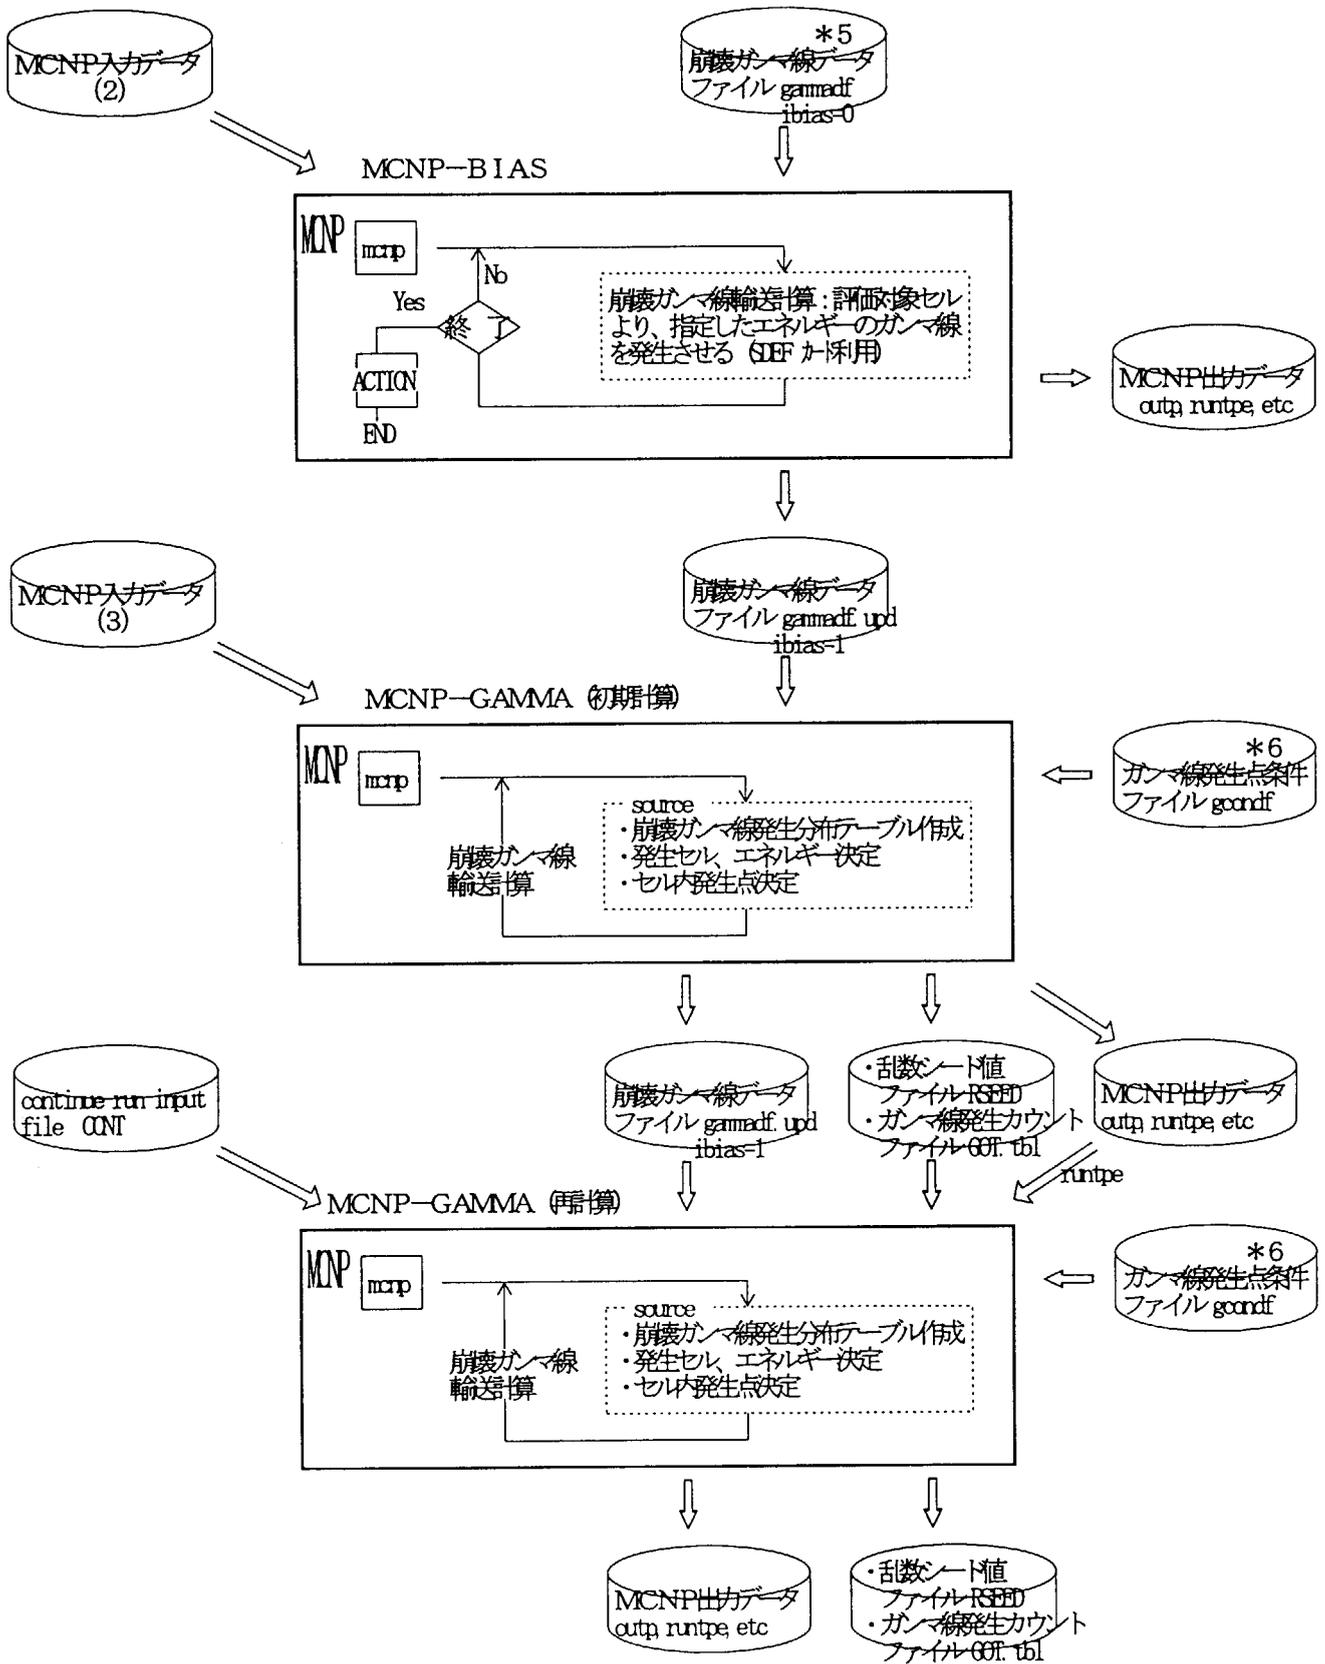 MCNP入力データ
(2)
*5
崩壊ガンマ線データ
ファイル gammadf
ibias=0
MCNP−BIAS
MCNP
mcnp
No
Yes
終 了
ACTION
END
崩壊ガンマ線輸送計算:評価対象セル
より、指定したエネルギーのガンマ線
を発生させる (SDEF カード利用)
MCNP出力データ
outp, runtpe, etc
MCNP入力データ
(3)
崩壊ガンマ線データ
ファイル gammadf.upd
ibias=1
MCNP−GAMMA (初期計算)
MCNP
mcnp
崩壊ガンマ線
輸送計算
source
・崩壊ガンマ線発生分布テーブル作成
・発生セル、エネルギー決定
・セル内発生点決定
*6
ガンマ線発生点条件
ファイル gcondf
continue-run input
file CONT
崩壊ガンマ線データ
ファイル gammadf.upd
ibias=1
・乱数シード値
ファイル RSEED
・ガンマ線発生カウント
ファイル GOT.tbl
MCNP出力データ
outp, runtpe, etc
runtpe
MCNP−GAMMA (再計算)
MCNP
mcnp
崩壊ガンマ線
輸送計算
source
・崩壊ガンマ線発生分布テーブル作成
・発生セル、エネルギー決定
・セル内発生点決定
*6
ガンマ線発生点条件
ファイル gcondf
MCNP出力データ
outp, runtpe, etc
・乱数シード値
ファイル RSEED
・ガンマ線発生カウント
ファイル GOT.tbl